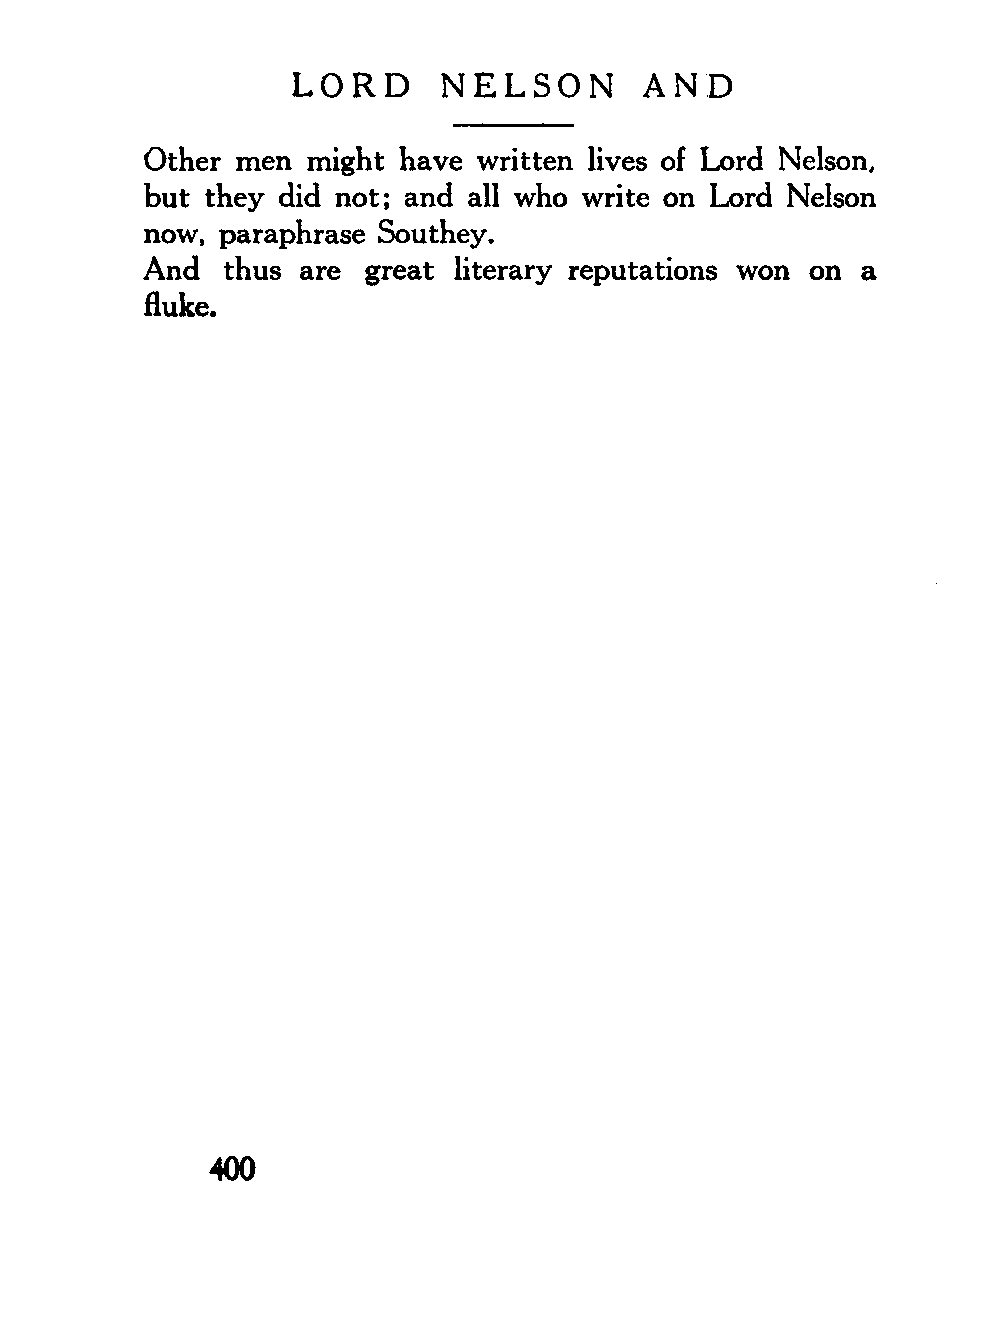 LORD NELSON AND
Other men might have written lives of Lord Nelson,
but they did not; and all who write on Lord Nelson
now, paraphrase Southey.
And thus are great literary reputations won on a
fluke.
400